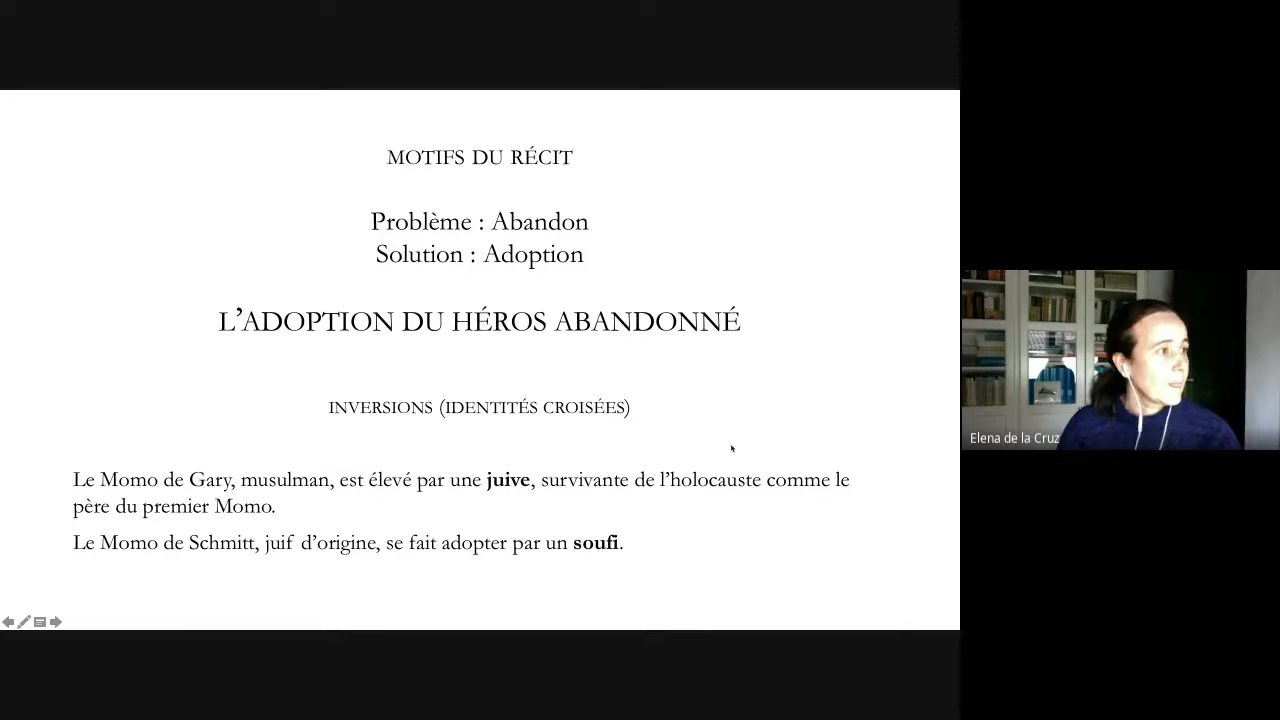 MOTIFS DU RÉCIT
Problème : Abandon
Solution : Adoption
L’ADOPTION DU HÉROS ABANDONNÉ
INVERSIONS (IDENTITÉS CROISÉES)
Le Momo de Gary, musulman, est élevé par une juive, survivante de l’holocauste comme le
père du premier Momo.
Le Momo de Schmitt, juif d’origine, se fait adopter par un soufi.
Elena de la Cruz